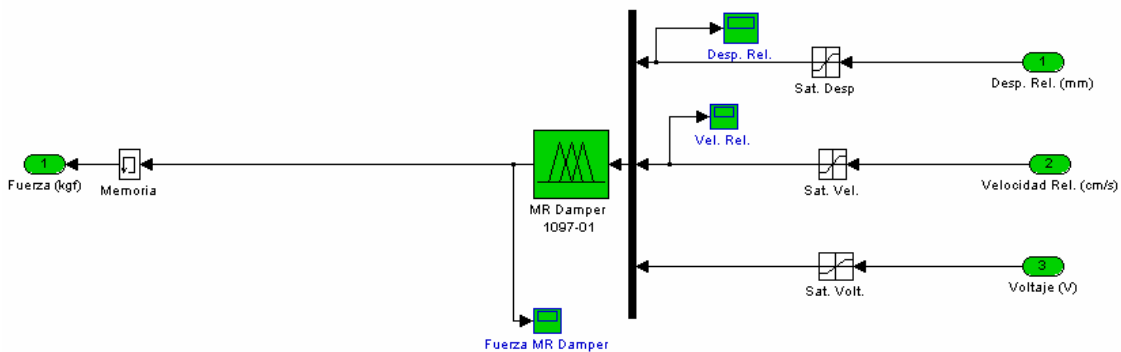 Desp. Rel.
1
Sat. Desp
Desp. Rel. (mm)
Vel. Rel.
1
2
Fuerza (kgf)
Memoria
Sat. Vel.
Velocidad Rel. (cm/s)
MR Damper
1097-01
3
Sat. Volt.
Voltaje (V)
Fuerza MR Damper